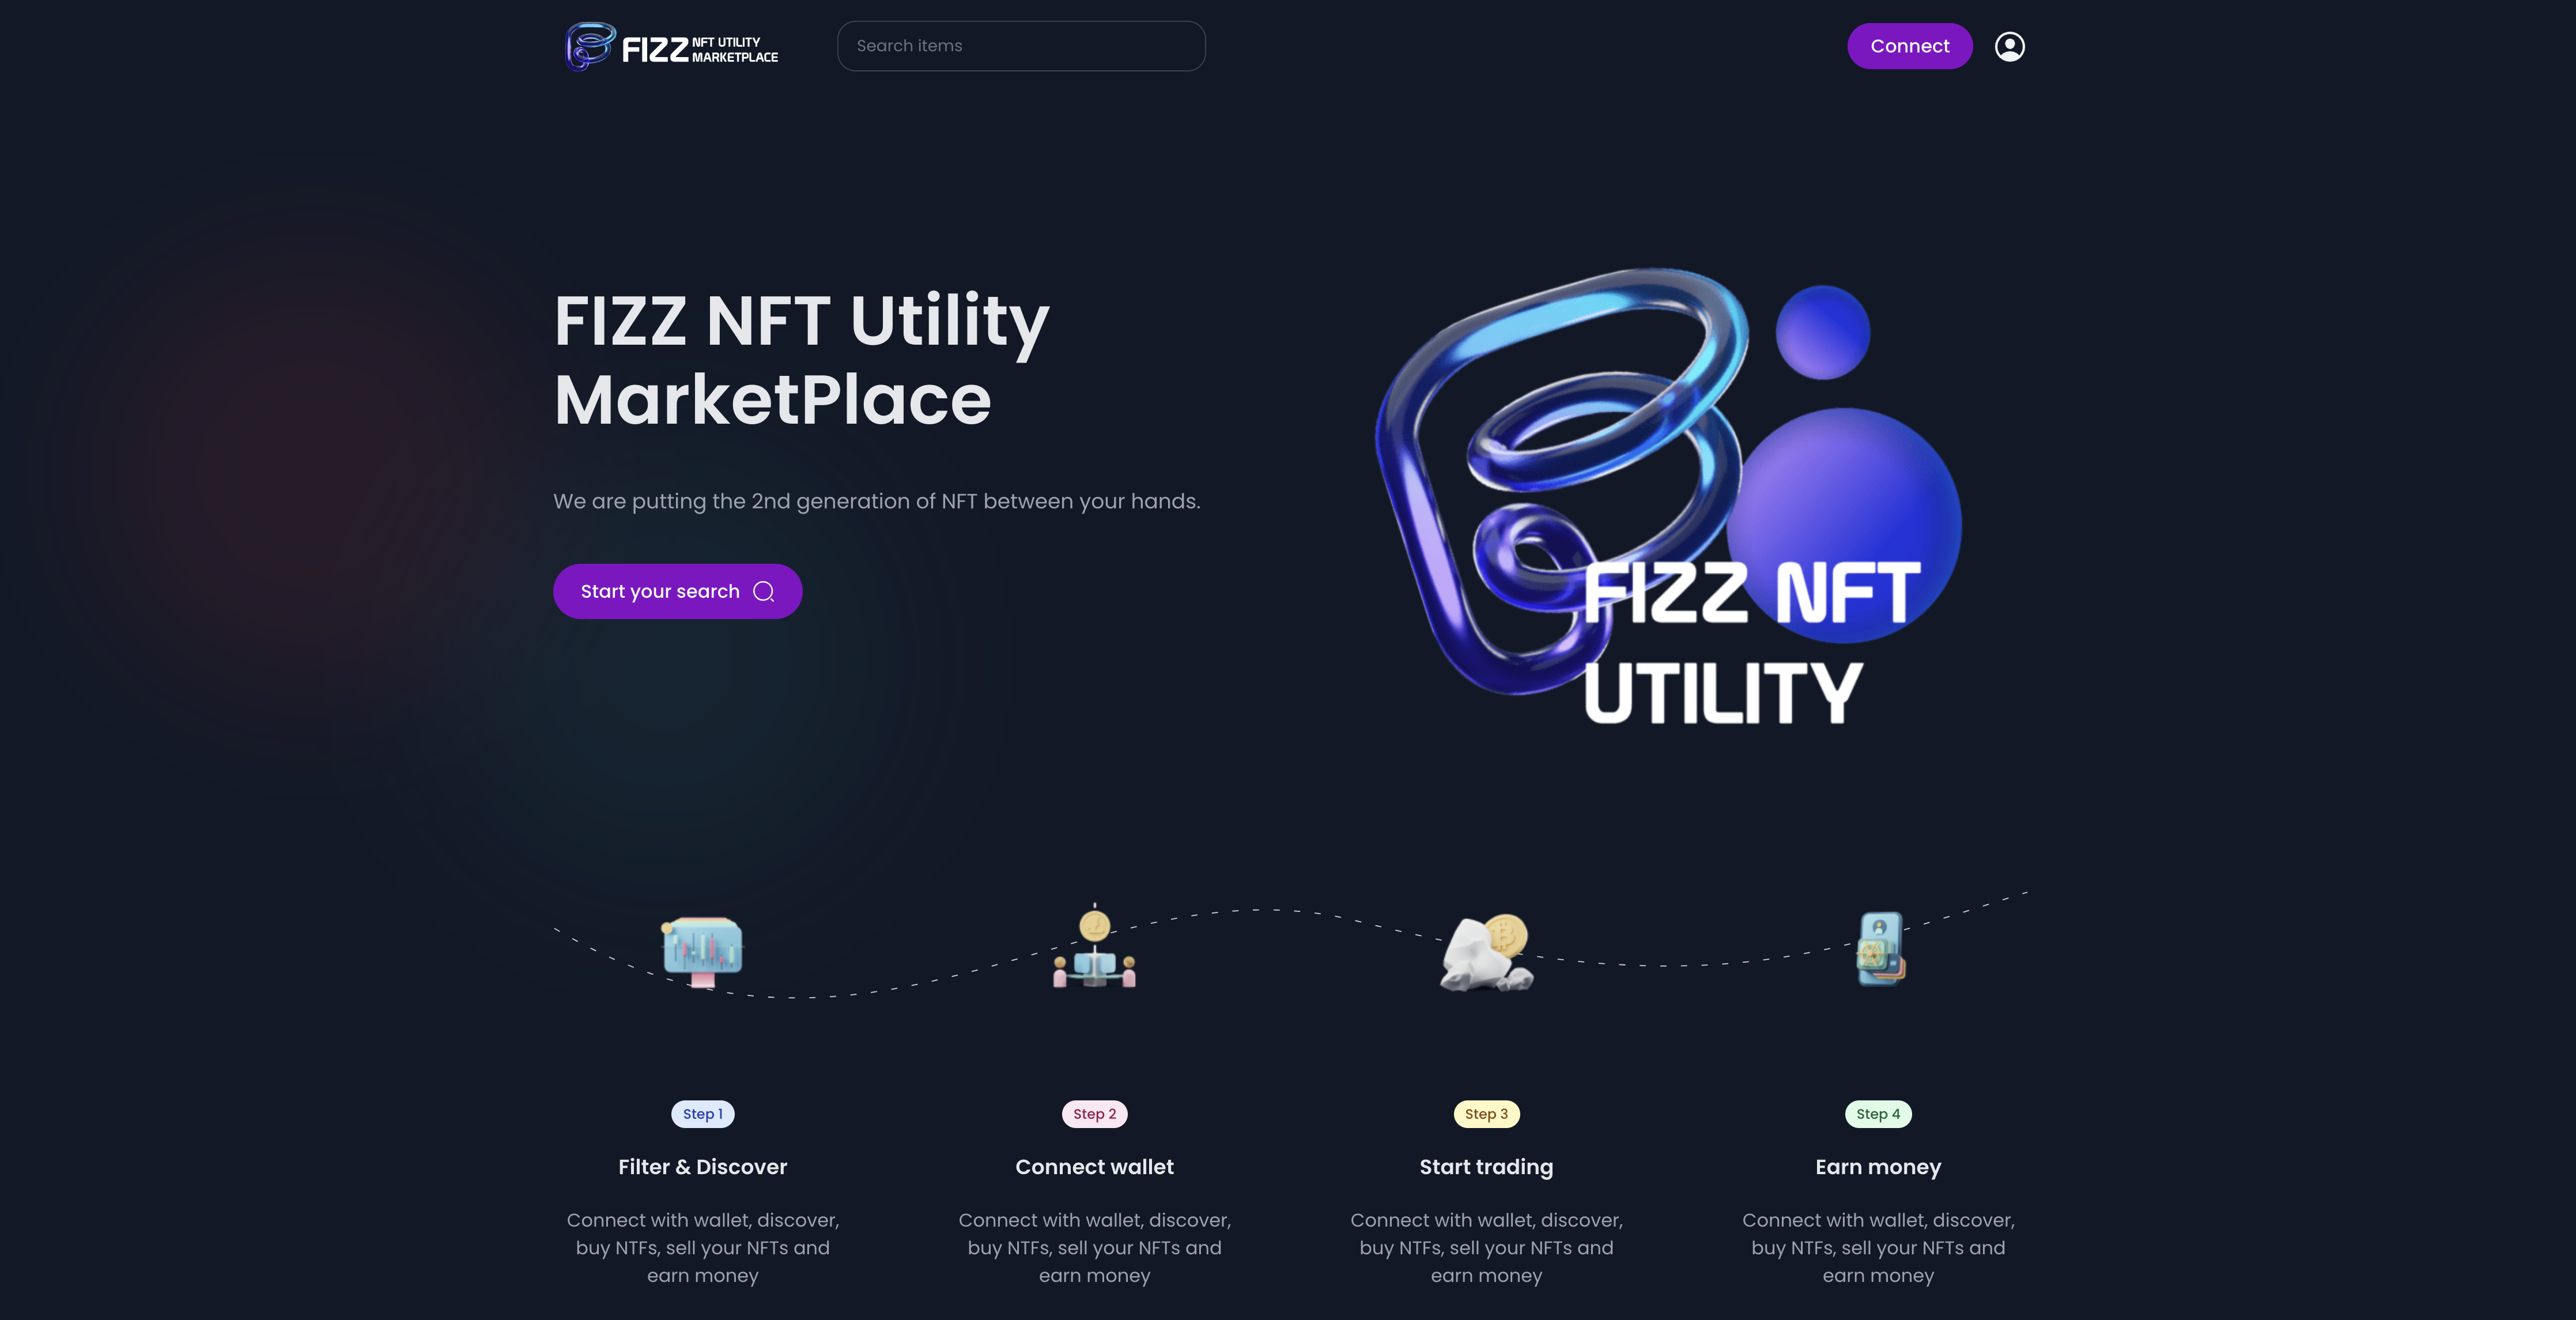 FIZZ NFT UTILITY
MARKETPLACE
Search items
Connect
FIZZ NFT Utility
MarketPlace
We are putting the 2nd generation of NFT between your hands.
Start your search
FIZZ NFT
UTILITY
Step 1
Filter & Discover
Connect with wallet, discover,
buy NTFs, sell your NFTs and
earn money
Step 2
Connect wallet
Connect with wallet, discover,
buy NTFs, sell your NFTs and
earn money
Step 3
Start trading
Connect with wallet, discover,
buy NTFs, sell your NFTs and
earn money
Step 4
Earn money
Connect with wallet, discover,
buy NTFs, sell your NFTs and
earn money